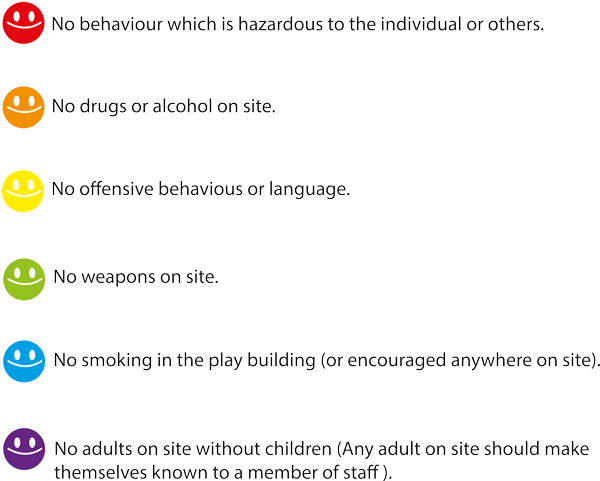 No behaviour which is hazardous to the individual or others.
No drugs or alcohol on site.
No offensive behavious or language.
No weapons on site.
No smoking in the play building (or encouraged anywhere on site).
No adults on site without children (Any adult on site should make
themselves known to a member of staff ).